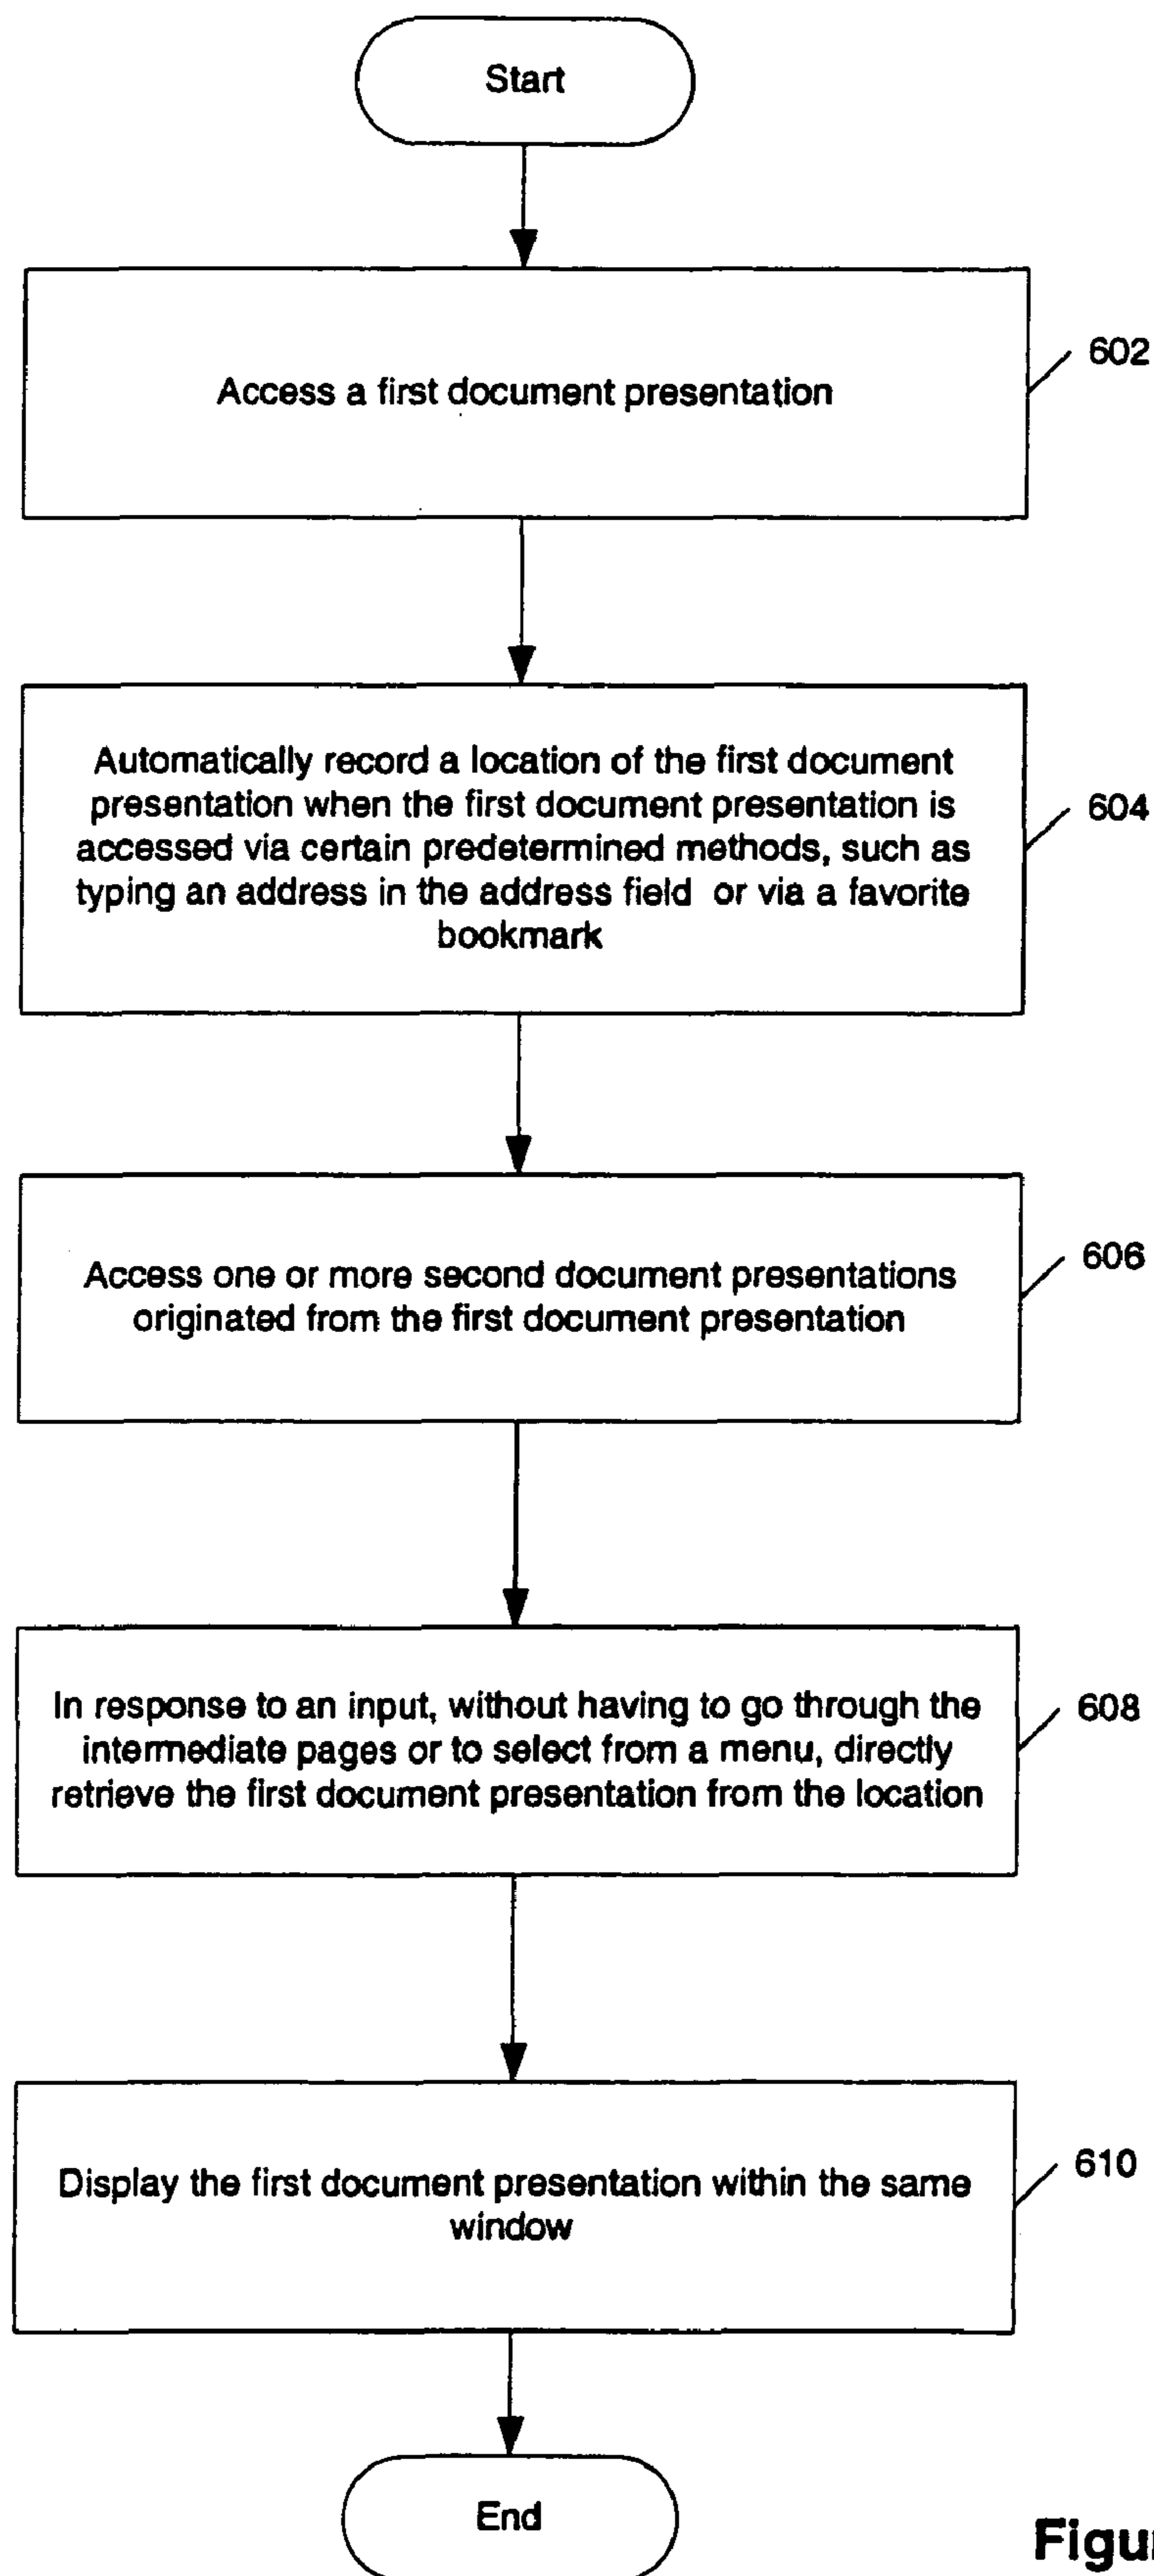 Start
Access a first document presentation
602
Automatically record a location of the first document
presentation when the first document presentation is
accessed via certain predetermined methods, such as
typing an address in the address field or via a favorite
bookmark
604
Access one or more second document presentations
originated from the first document presentation
606
In response to an input, without having to go through the
intermediate pages or to select from a menu, directly
retrieve the first document presentation from the location
608
Display the first document presentation within the same
window
610
End